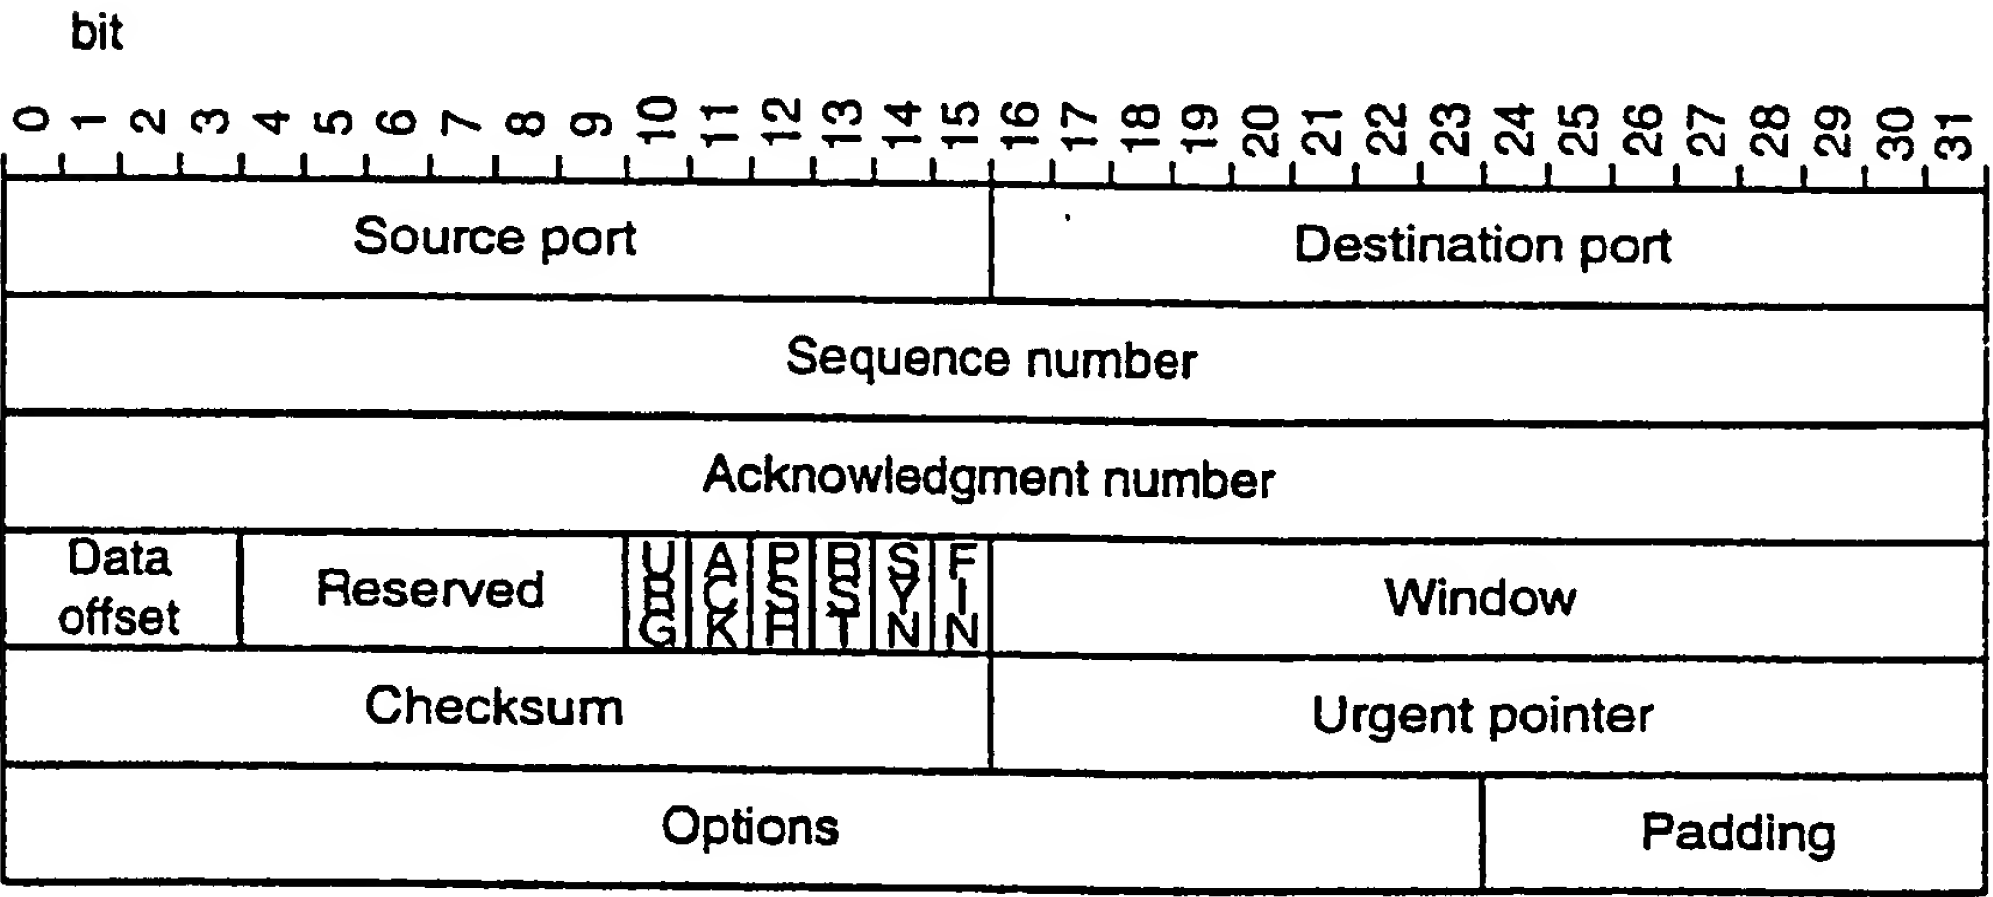 bit
0 1 2 3 4 5 6 7 8 9 10 11 12 13 14 15 16 17 18 19 20 21 22 23 24 25 26 27 28 29 30 31
Source port Destination port
Sequence number
Acknowledgment number
Data offset Reserved URG ACK PSH RST SYN FIN Window
Checksum Urgent pointer
Options Padding